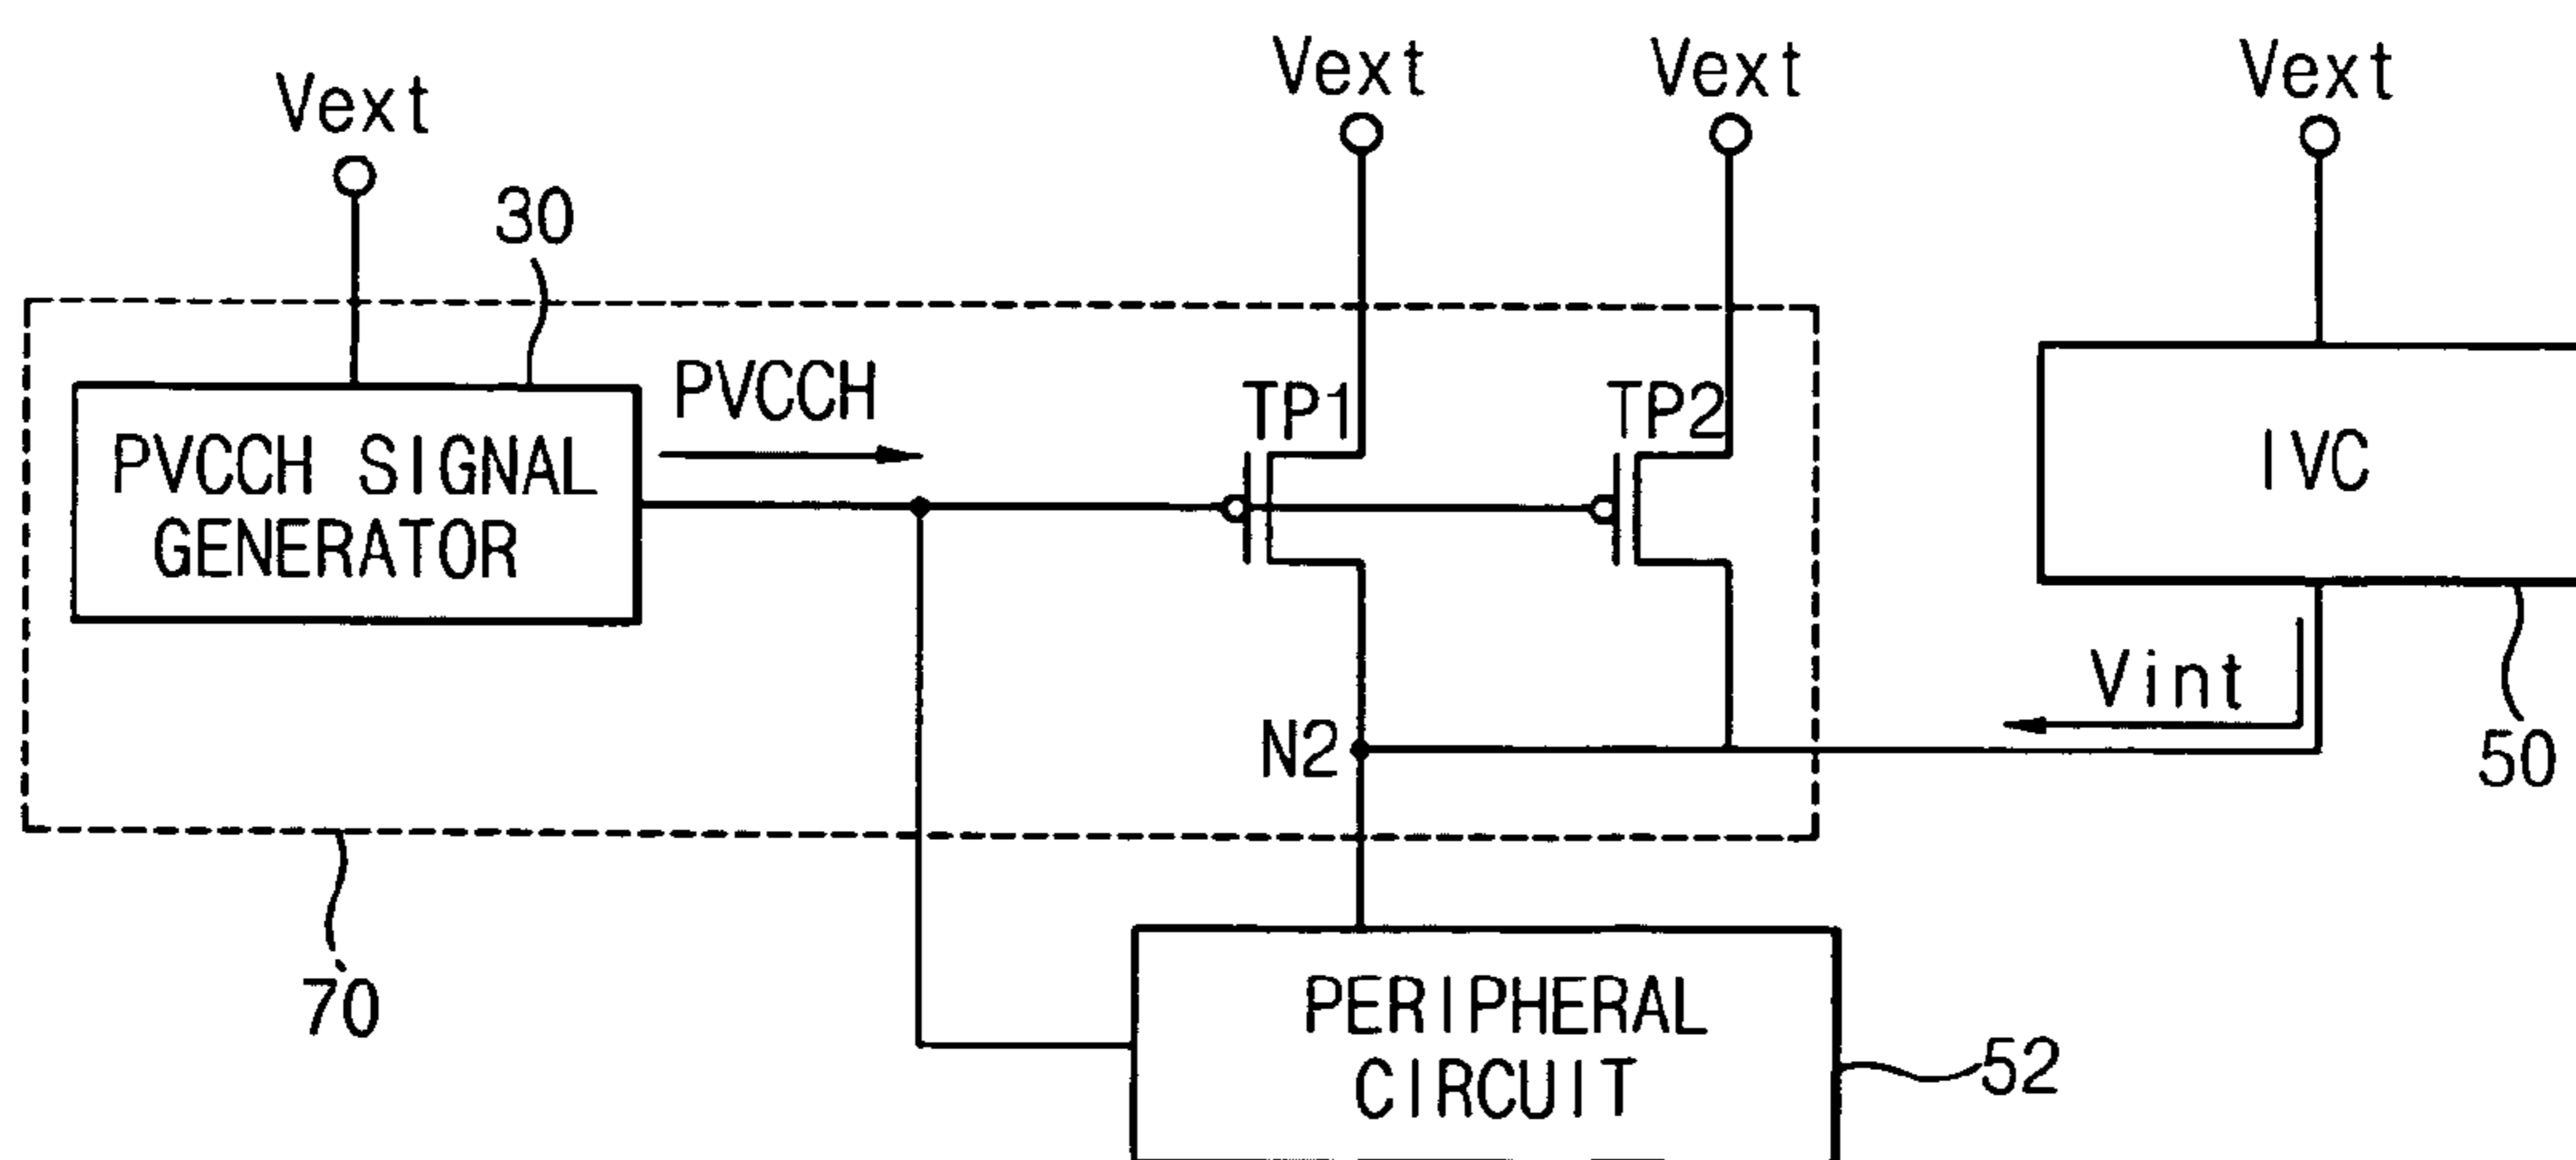 Vext
Vext
Vext
Vext
30
PVCCH
TP1
TP2
PVCCH SIGNAL
GENERATOR
IVC
Vint
N2
50
70
PERIPHERAL
CIRCUIT
52